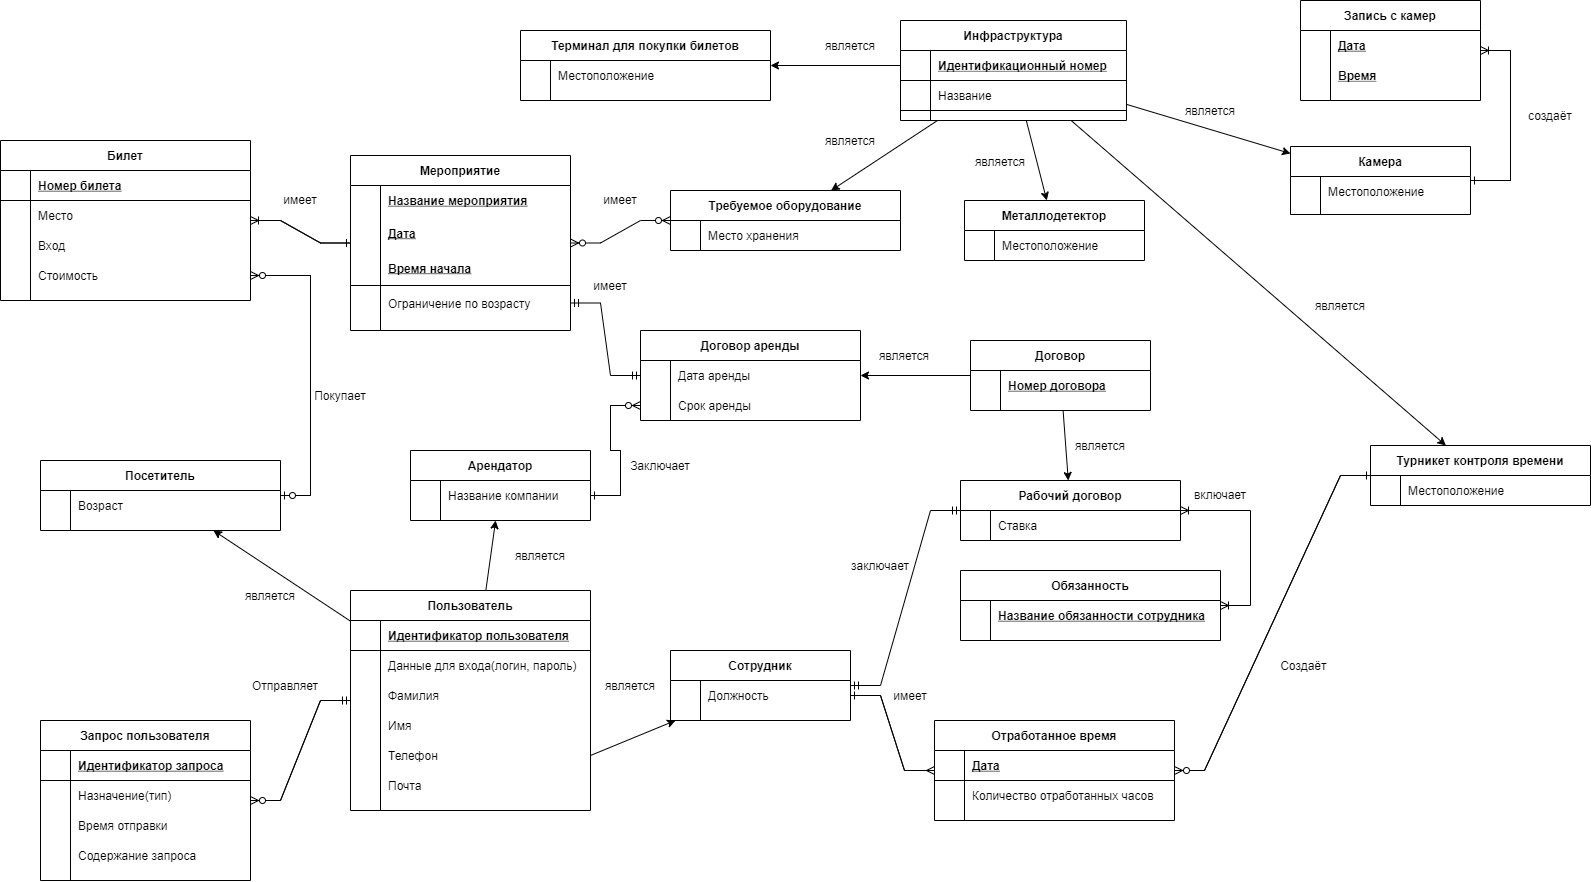 Терминал для покупки билетов
Местоположение
является
Инфраструктура
Идентификационный номер
Название
Запись с камер
Дата
Время
создаёт
является
Камера
Местоположение
является
является
Металлодетектор
Местоположение
является
Билет
Номер билета
Место
Вход
Стоимость
имеет
Мероприятие
Название мероприятия
Дата
Время начала
Ограничение по возрасту
имеет
Требуемое оборудование
Место хранения
имеет
Договор аренды
Дата аренды
Срок аренды
является
Договор
Номер договора
является
Покупает
Посетитель
Возраст
Арендатор
Название компании
Заключает
Рабочий договор
Ставка
включает
Турникет контроля времени
Местоположение
является
является
заключает
Обязанность
Название обязанности сотрудника
Пользователь
Идентификатор пользователя
Данные для входа(логин, пароль)
Фамилия
Имя
Телефон
Почта
является
Сотрудник
Должность
имеет
Создаёт
Отправляет
Запрос пользователя
Идентификатор запроса
Назначение(тип)
Время отправки
Содержание запроса
Отработанное время
Дата
Количество отработанных часов